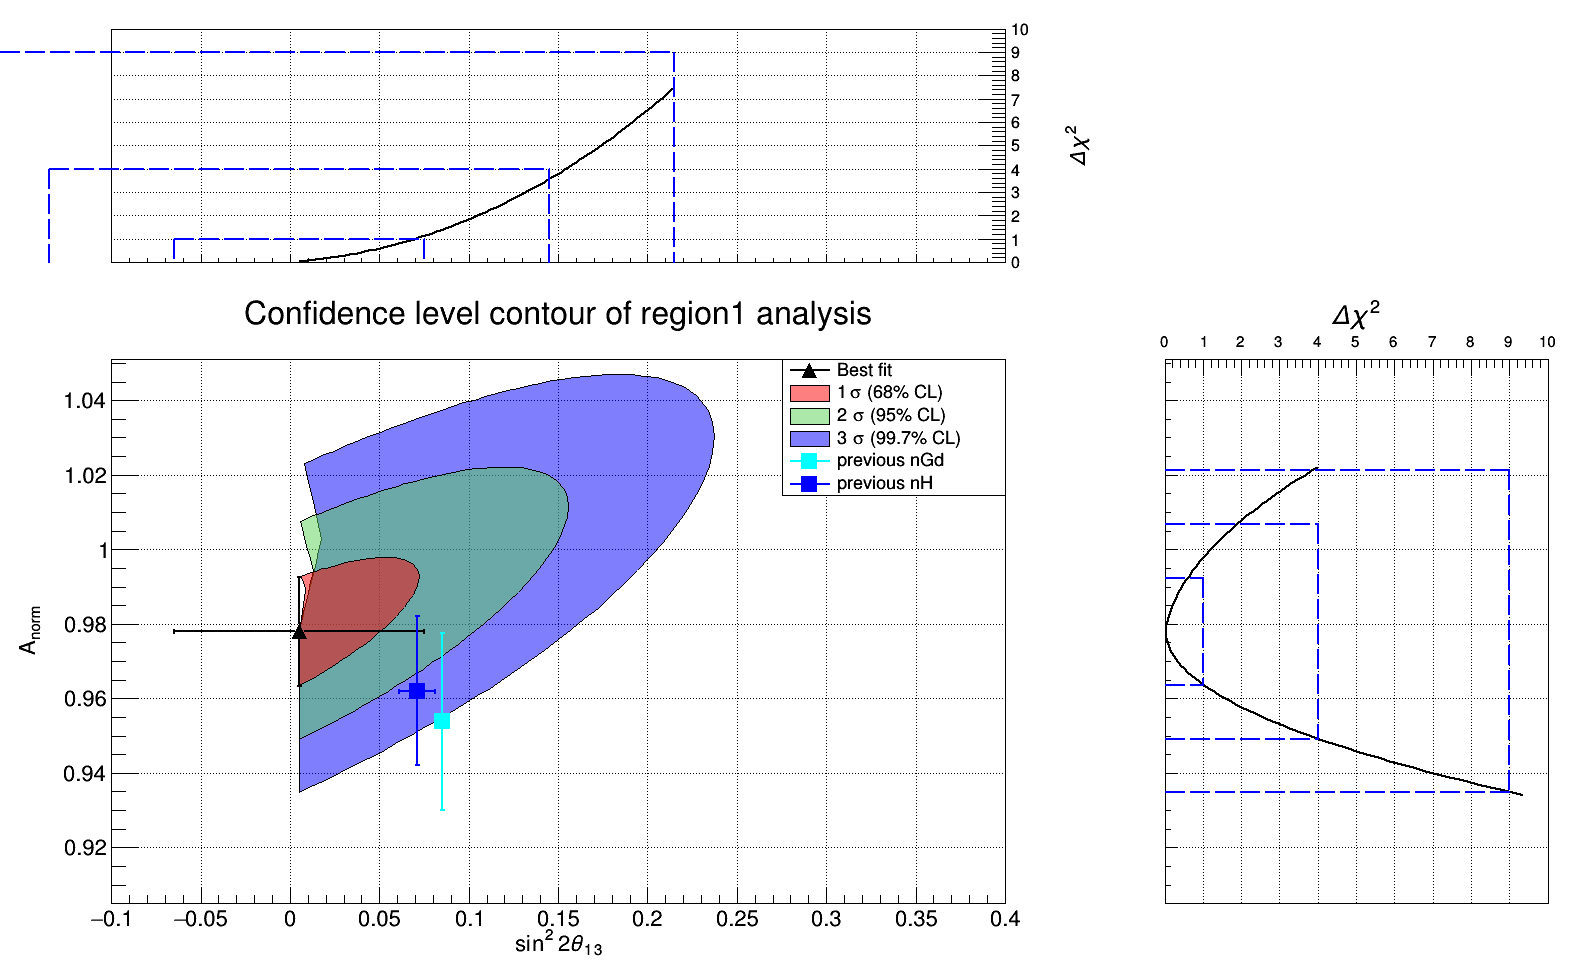 10
9
8
7
6
5
4
3
2
1
0
Δχ²
Confidence level contour of region1 analysis
Best fit
1 σ (68% CL)
2 σ (95% CL)
3 σ (99.7% CL)
previous nGd
previous nH
1.04
1.02
1
0.98
0.96
0.94
0.92
A_norm
−0.1 −0.05 0 0.05 0.1 0.15 0.2 0.25 0.3 0.35 0.4
sin² 2θ₁₃
Δχ²
0 1 2 3 4 5 6 7 8 9 10